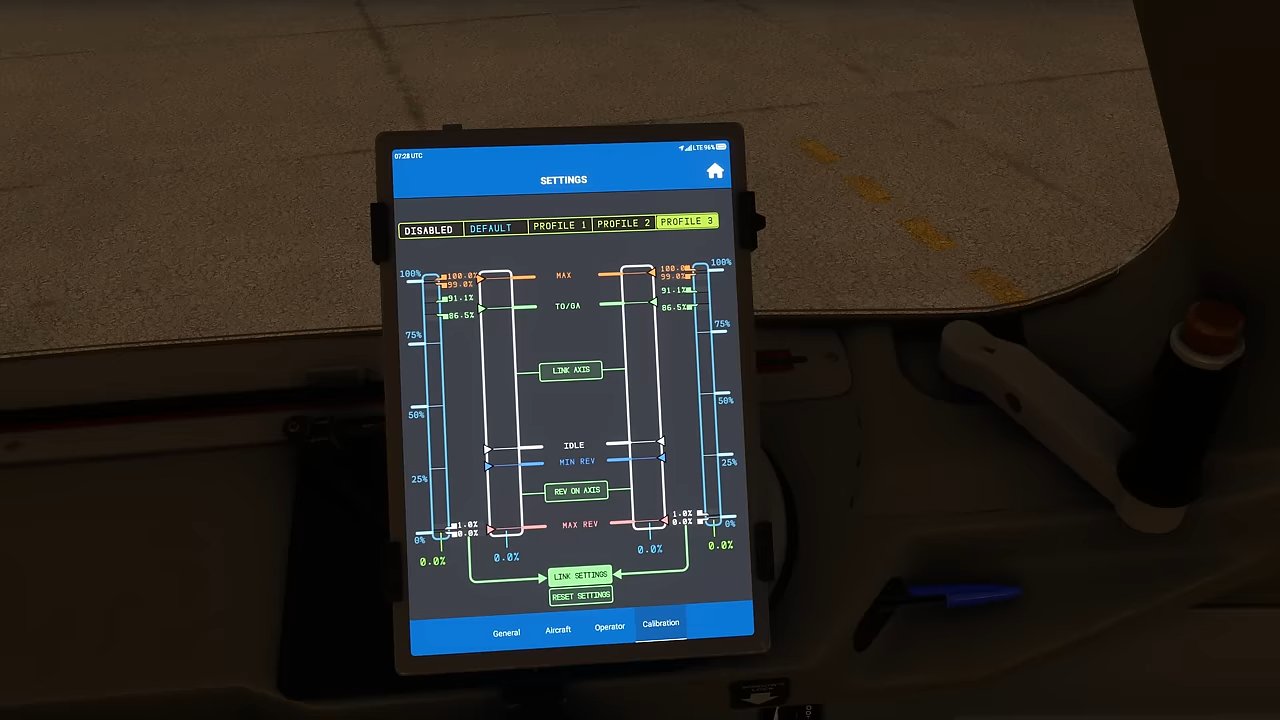 07:28 UTC
LTE 96%
SETTINGS
DISABLED DEFAULT PROFILE 1 PROFILE 2 PROFILE 3
100% 100.0% MAX 100.0% 100%
99.0% 99.0%
91.1% TO/GA 91.1%
86.5% 86.5%
75% 75%
LINK AXIS
50% 50%
IDLE
MIN REV
25% 25%
REV ON AXIS
1.0% MAX REV 1.0%
0% 0.0% 0.0% 0%
0.0% 0.0% 0.0% 0.0%
LINK SETTINGS
RESET SETTINGS
General Aircraft Operator Calibration